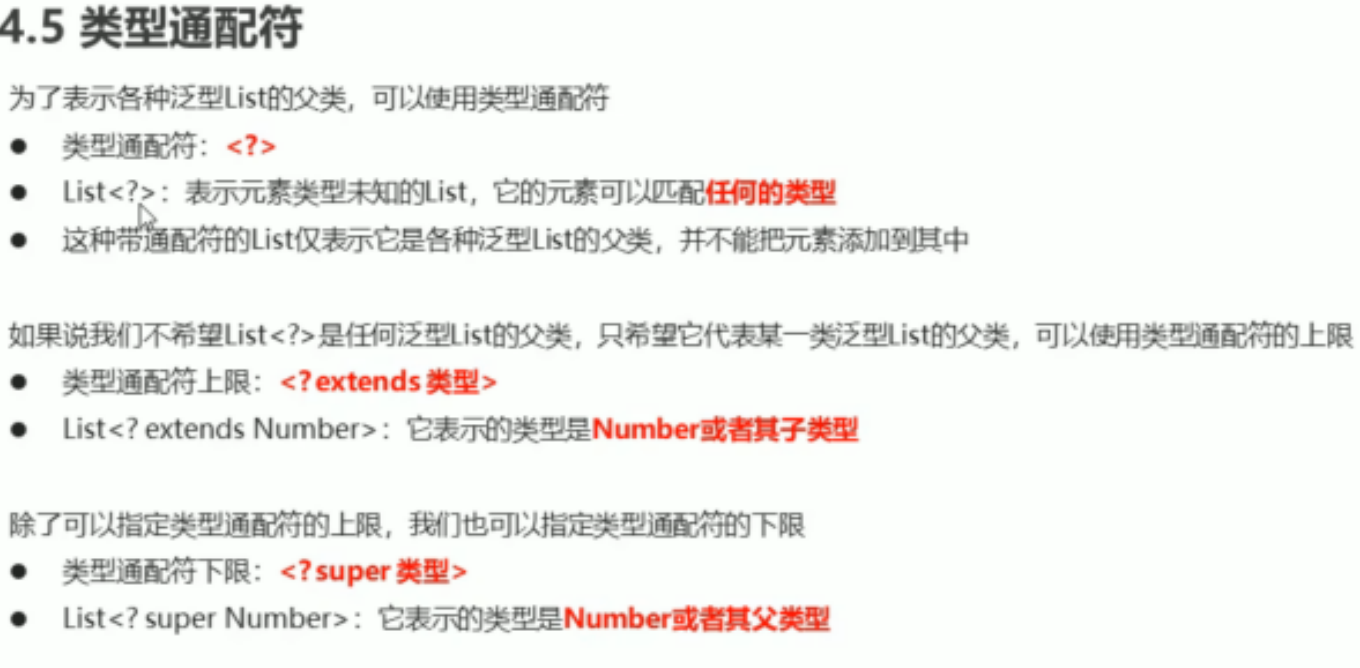 4.5 类型通配符
为了表示各种泛型List的父类，可以使用类型通配符
● 类型通配符：<?>
● List<?>：表示元素类型未知的List，它的元素可以匹配任何的类型
● 这种带通配符的List仅表示它是各种泛型List的父类，并不能把元素添加到其中
如果说我们不希望List<?>是任何泛型List的父类，只希望它代表某一类泛型List的父类，可以使用类型通配符的上限
● 类型通配符上限：<? extends 类型>
● List<? extends Number>：它表示的类型是Number或者其子类型
除了可以指定类型通配符的上限，我们也可以指定类型通配符的下限
● 类型通配符下限：<? super 类型>
● List<? super Number>：它表示的类型是Number或者其父类型